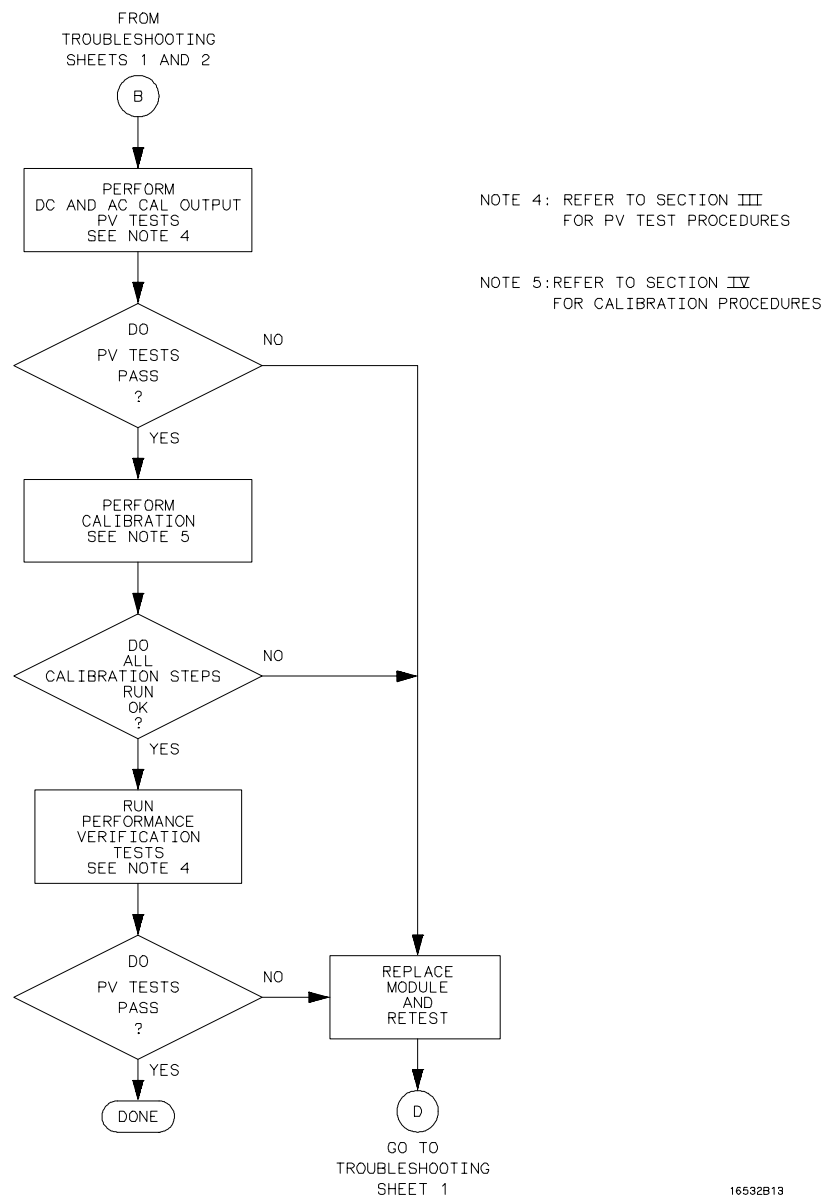 FROM
TROUBLESHOOTING
SHEETS 1 AND 2
B
PERFORM
DC AND AC CAL OUTPUT
PV TESTS
SEE NOTE 4
NOTE 4: REFER TO SECTION III
FOR PV TEST PROCEDURES
NOTE 5:REFER TO SECTION IV
FOR CALIBRATION PROCEDURES
DO
PV TESTS
PASS
?
NO
YES
PERFORM
CALIBRATION
SEE NOTE 5
DO
ALL
CALIBRATION STEPS
RUN
OK
?
NO
YES
RUN
PERFORMANCE
VERIFICATION
TESTS
SEE NOTE 4
DO
PV TESTS
PASS
?
NO
YES
REPLACE
MODULE
AND
RETEST
DONE
D
GO TO
TROUBLESHOOTING
SHEET 1
16532B13